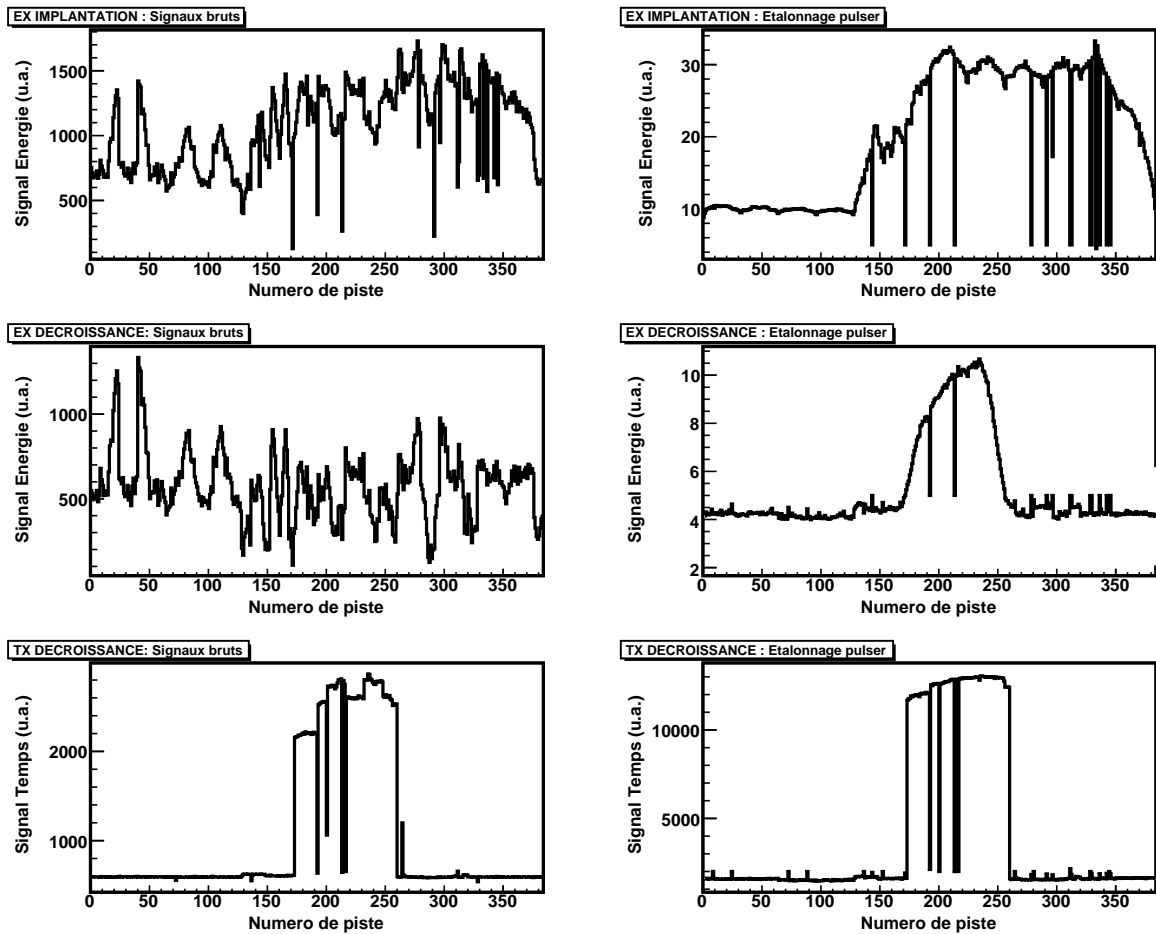 EX IMPLANTATION : Signaux bruts
Signal Energie (u.a.)
1500
1000
500
0 50 100 150 200 250 300 350
Numero de piste
EX IMPLANTATION : Etalonnage pulser
Signal Energie (u.a.)
30
20
10
0 50 100 150 200 250 300 350
Numero de piste
EX DECROISSANCE: Signaux bruts
Signal Energie (u.a.)
1000
500
0 50 100 150 200 250 300 350
Numero de piste
EX DECROISSANCE : Etalonnage pulser
Signal Energie (u.a.)
10
8
6
4
2
0 50 100 150 200 250 300 350
Numero de piste
TX DECROISSANCE: Signaux bruts
Signal Temps (u.a.)
2000
1000
0 50 100 150 200 250 300 350
Numero de piste
TX DECROISSANCE : Etalonnage pulser
Signal Temps (u.a.)
10000
5000
0 50 100 150 200 250 300 350
Numero de piste